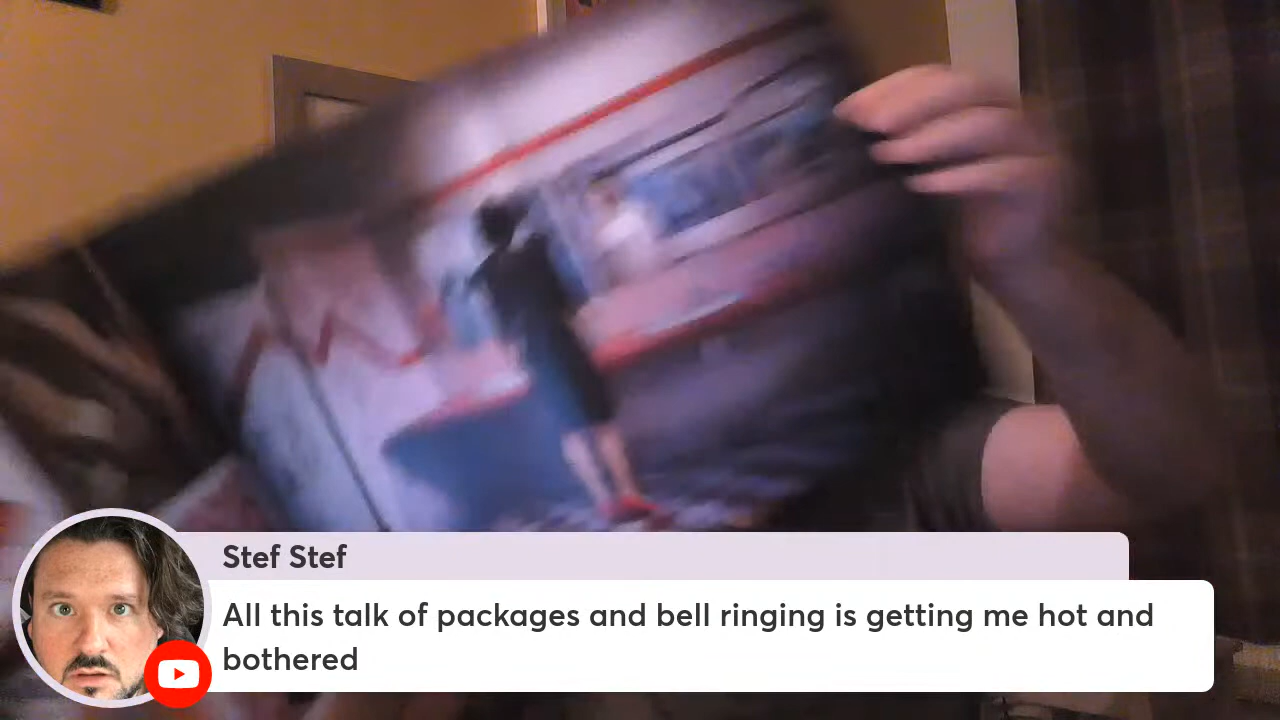 Stef Stef
All this talk of packages and bell ringing is getting me hot and
bothered